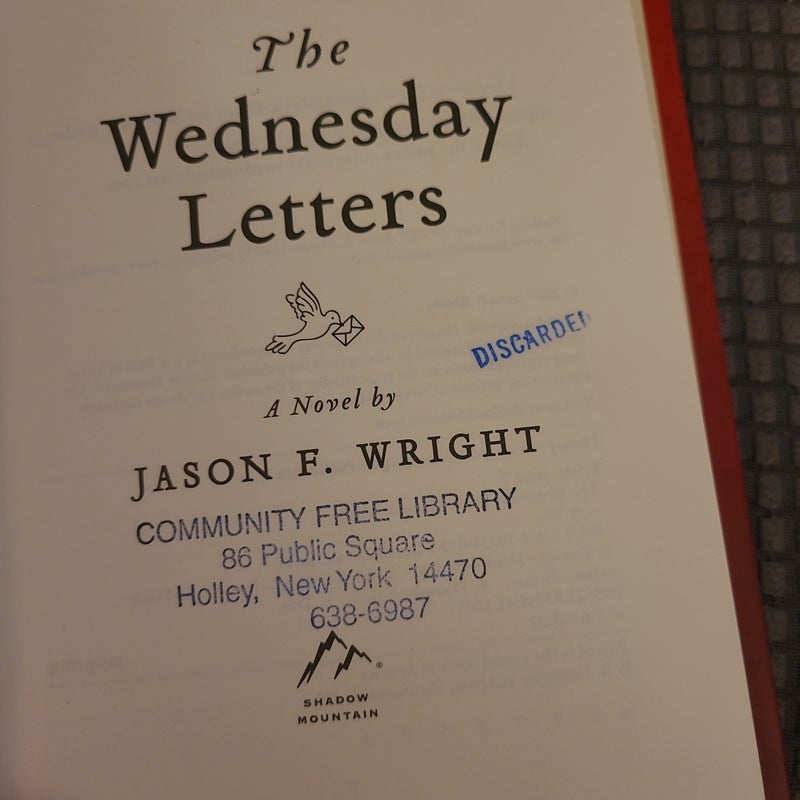 The
Wednesday
Letters
DISCARDED
A Novel by
JASON F. WRIGHT
COMMUNITY FREE LIBRARY
86 Public Square
Holley, New York 14470
638-6987
®
SHADOW
MOUNTAIN